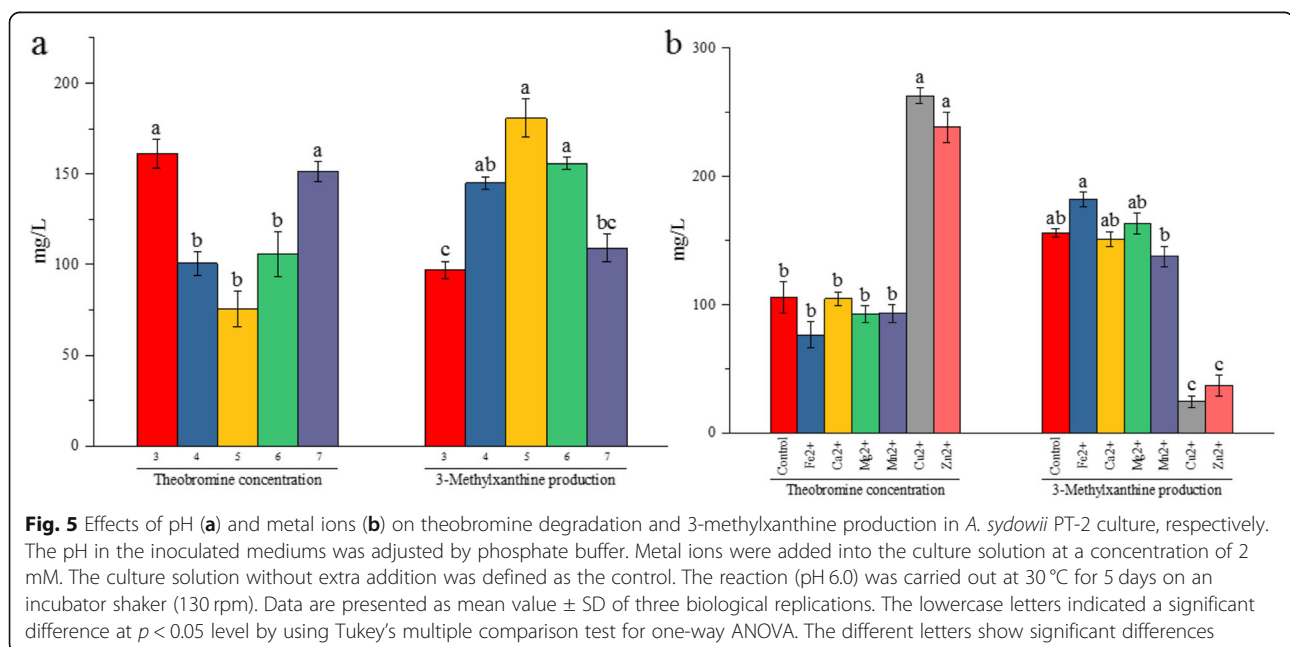 a
200
150
100
50
0
mg/L
a
b
b
b
a
c
ab
a
a
bc
3 4 5 6 7
3 4 5 6 7
Theobromine concentration
3-Methylxanthine production
b
300
200
100
0
mg/L
b
b
b
b
b
a
a
ab
a
ab
ab
b
c
c
Control Fe2+ Ca2+ Mg2+ Mn2+ Cu2+ Zn2+
Control Fe2+ Ca2+ Mg2+ Mn2+ Cu2+ Zn2+
Theobromine concentration
3-Methylxanthine production
Fig. 5 Effects of pH (a) and metal ions (b) on theobromine degradation and 3-methylxanthine production in A. sydowii PT-2 culture, respectively.
The pH in the inoculated mediums was adjusted by phosphate buffer. Metal ions were added into the culture solution at a concentration of 2
mM. The culture solution without extra addition was defined as the control. The reaction (pH 6.0) was carried out at 30 °C for 5 days on an
incubator shaker (130 rpm). Data are presented as mean value ± SD of three biological replications. The lowercase letters indicated a significant
difference at p < 0.05 level by using Tukey's multiple comparison test for one-way ANOVA. The different letters show significant differences